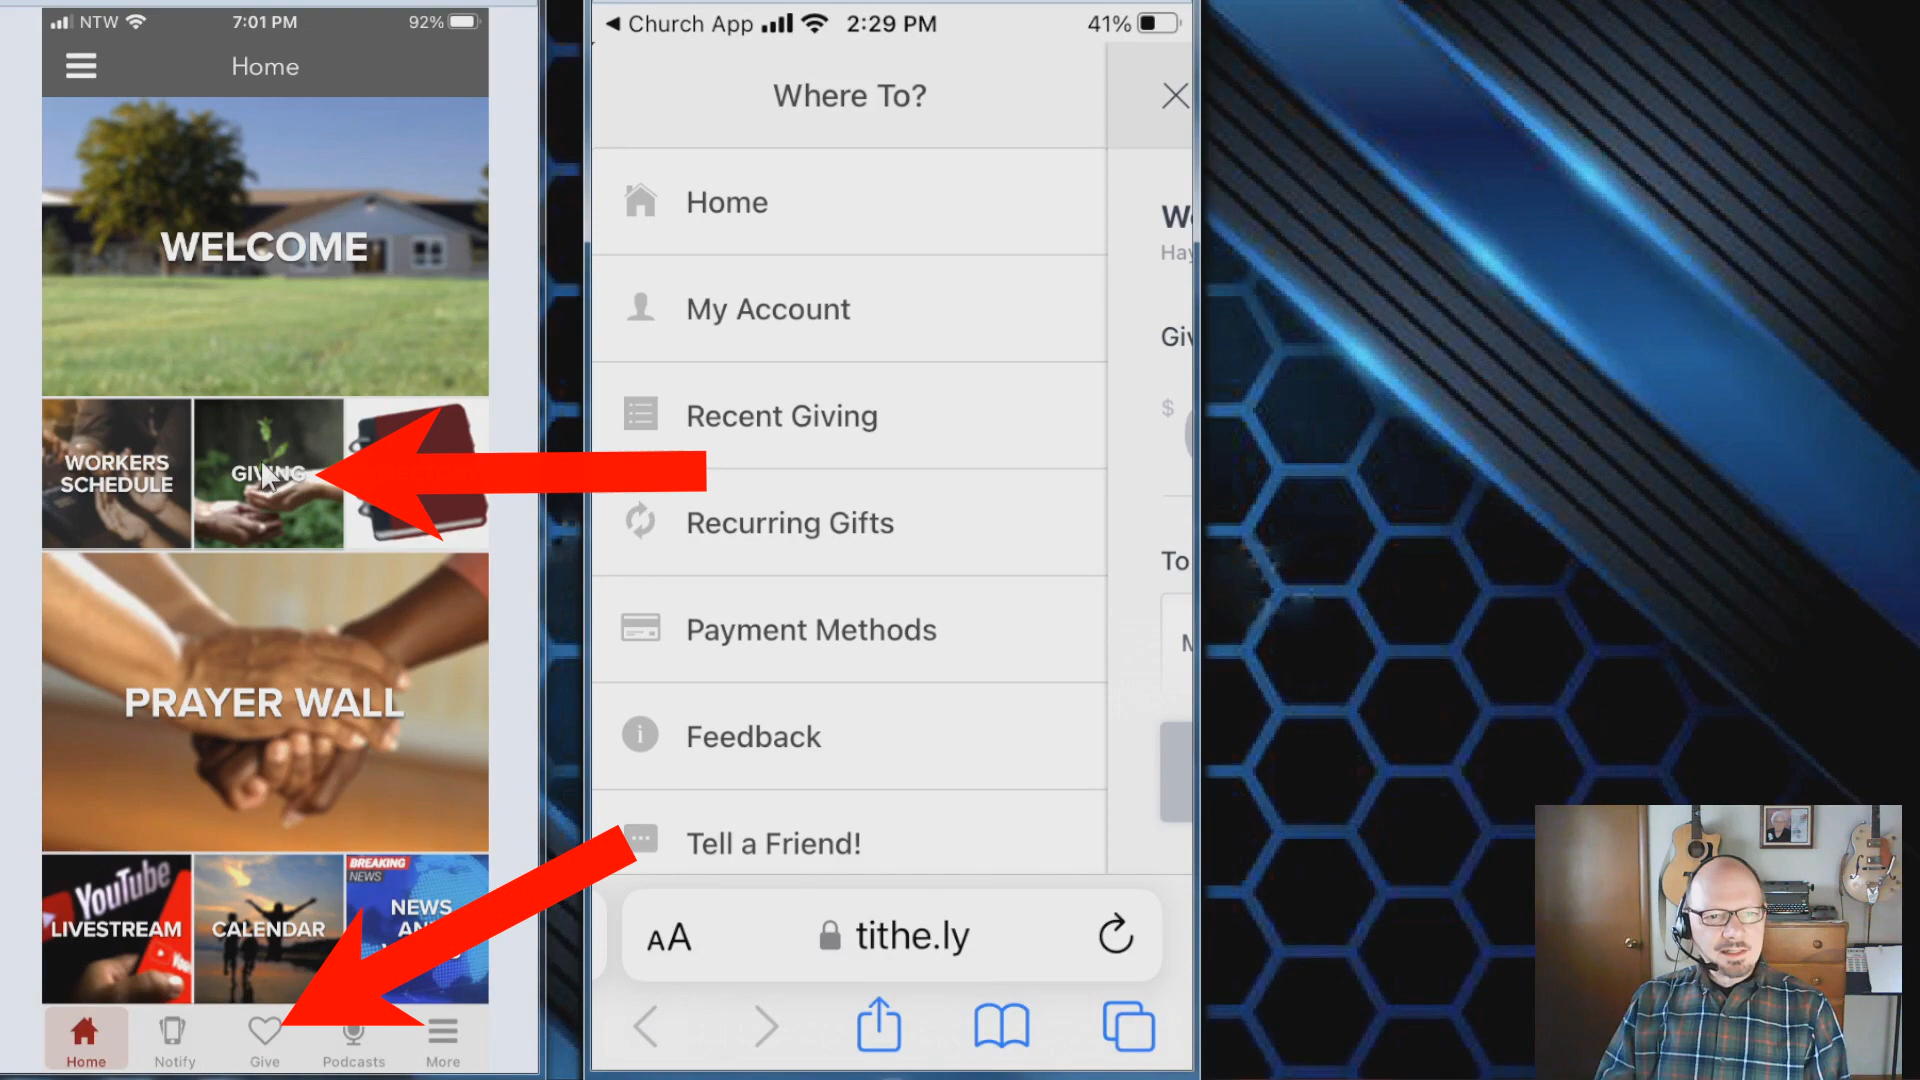 NTW 7:01 PM 92%
Home
WELCOME
WORKERS
SCHEDULE
GIVING
PRAYER WALL
YouTube
LIVESTREAM
CALENDAR
BREAKING
NEWS
NEWS
Home
Notify
Give
Podcasts
More
Church App 2:29 PM 41%
Where To?
Home
My Account
Recent Giving
Recurring Gifts
Payment Methods
Feedback
Tell a Friend!
$
To
AA tithe.ly